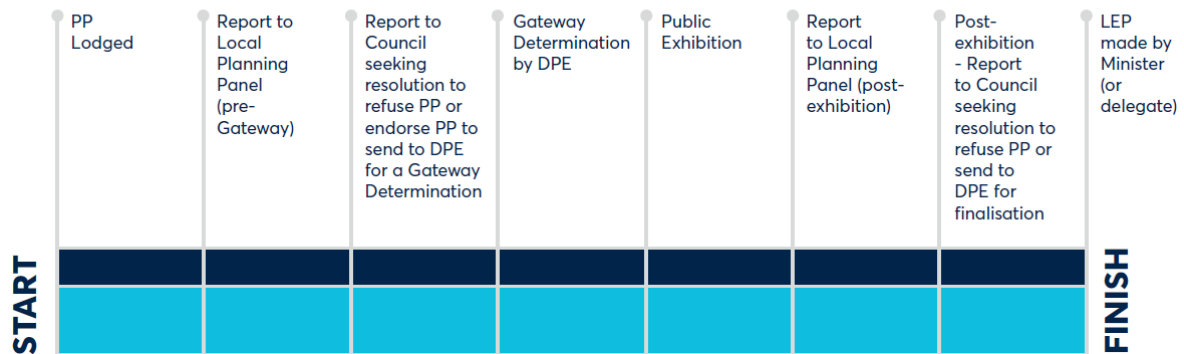 PP
Lodged
Report to
Local
Planning
Panel
(pre-
Gateway)
Report to
Council
seeking
resolution to
refuse PP or
endorse PP to
send to DPE
for a Gateway
Determination
Gateway
Determination
by DPE
Public
Exhibition
Report
to Local
Planning
Panel (post-
exhibition)
Post-
exhibition
- Report
to Council
seeking
resolution to
refuse PP or
send to
DPE for
finalisation
LEP
made by
Minister
(or
delegate)
START
FINISH